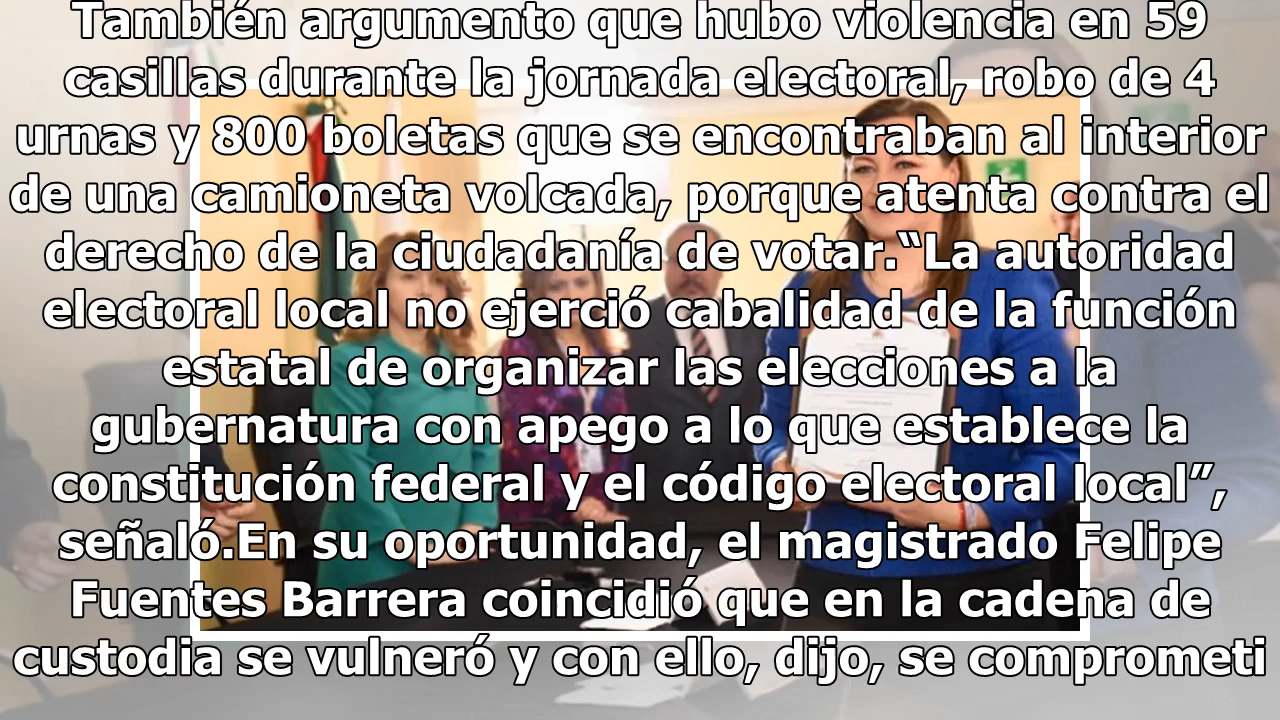 También argumento que hubo violencia en 59
casillas durante la jornada electoral, robo de 4
urnas y 800 boletas que se encontraban al interior
de una camioneta volcada, porque atenta contra el
derecho de la ciudadanía de votar.“La autoridad
electoral local no ejerció cabalidad de la función
estatal de organizar las elecciones a la
gubernatura con apego a lo que establece la
constitución federal y el código electoral local”,
señaló.En su oportunidad, el magistrado Felipe
Fuentes Barrera coincidió que en la cadena de
custodia se vulneró y con ello, dijo, se comprometi